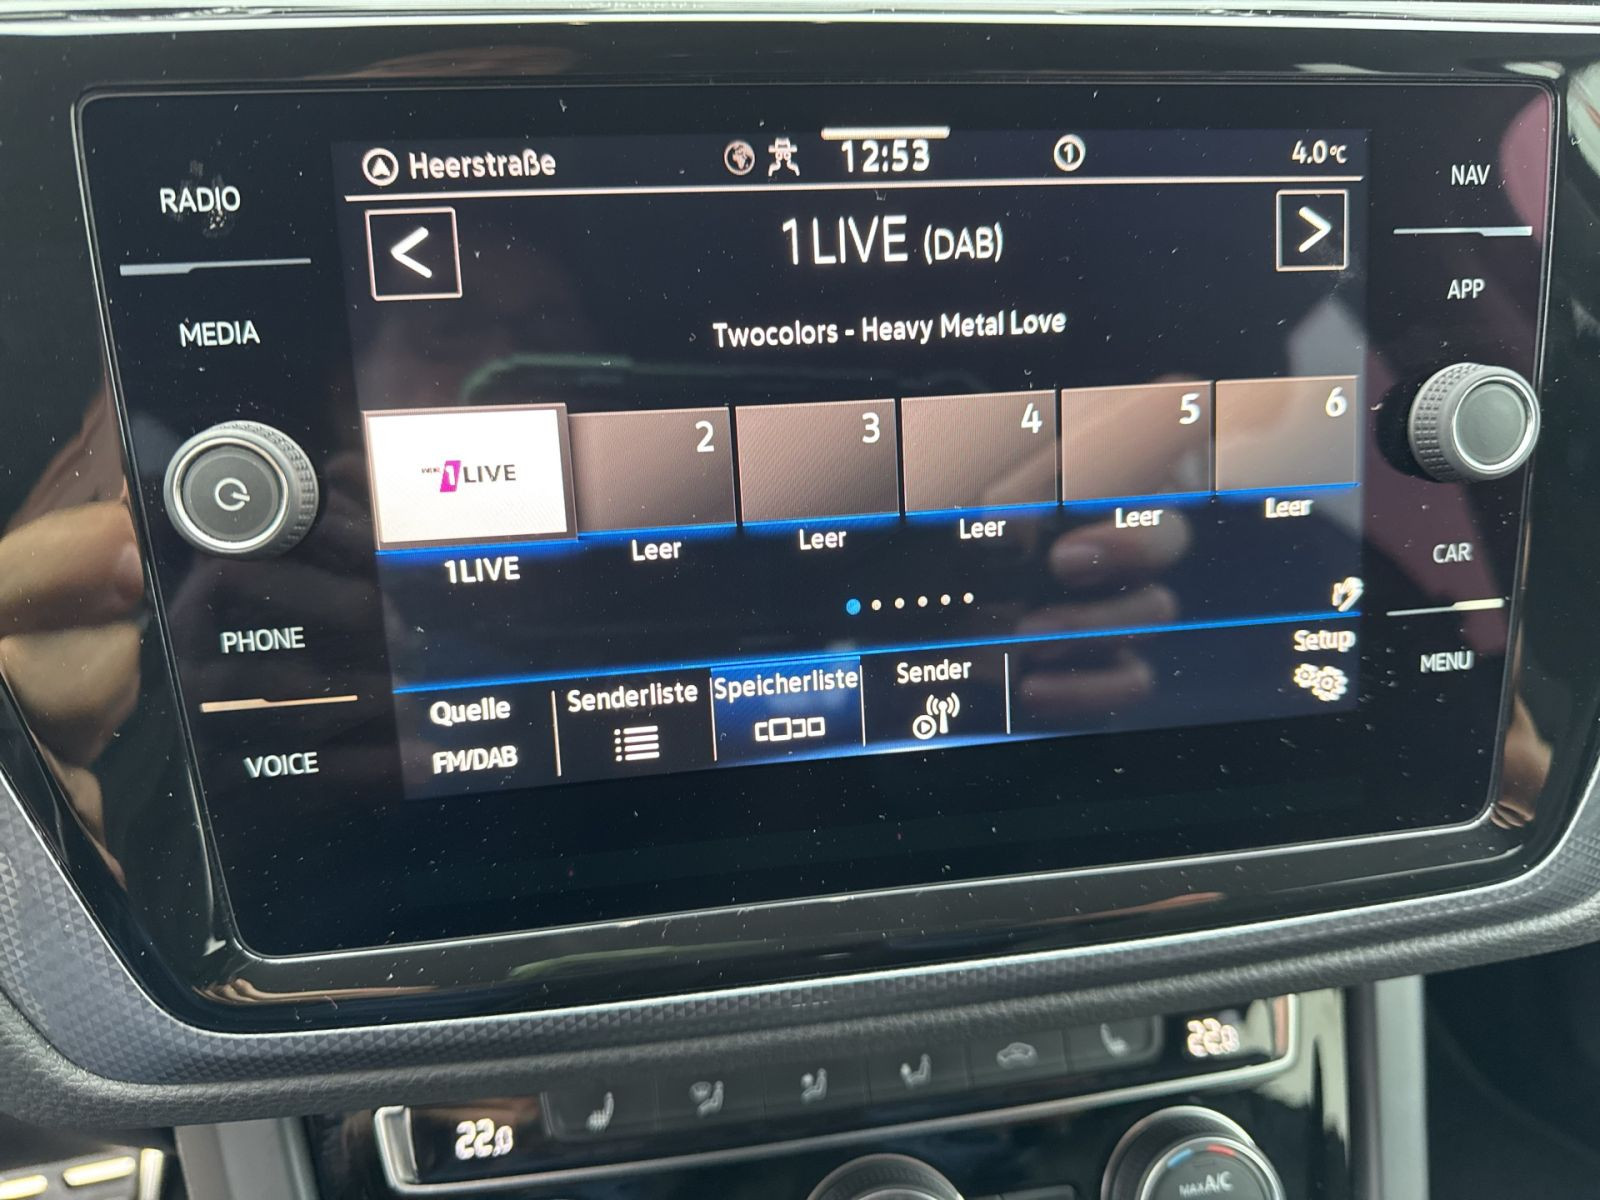 RADIO
MEDIA
PHONE
VOICE
Heerstraße
12:53
1
4.0°C
1LIVE (DAB)
Twocolors - Heavy Metal Love
WDR 1LIVE
2
3
4
5
6
1LIVE
Leer
Leer
Leer
Leer
Leer
Quelle
FM/DAB
Senderliste
Speicherliste
Sender
Setup
NAV
APP
CAR
MENU
22.0
22.0
MAX A/C